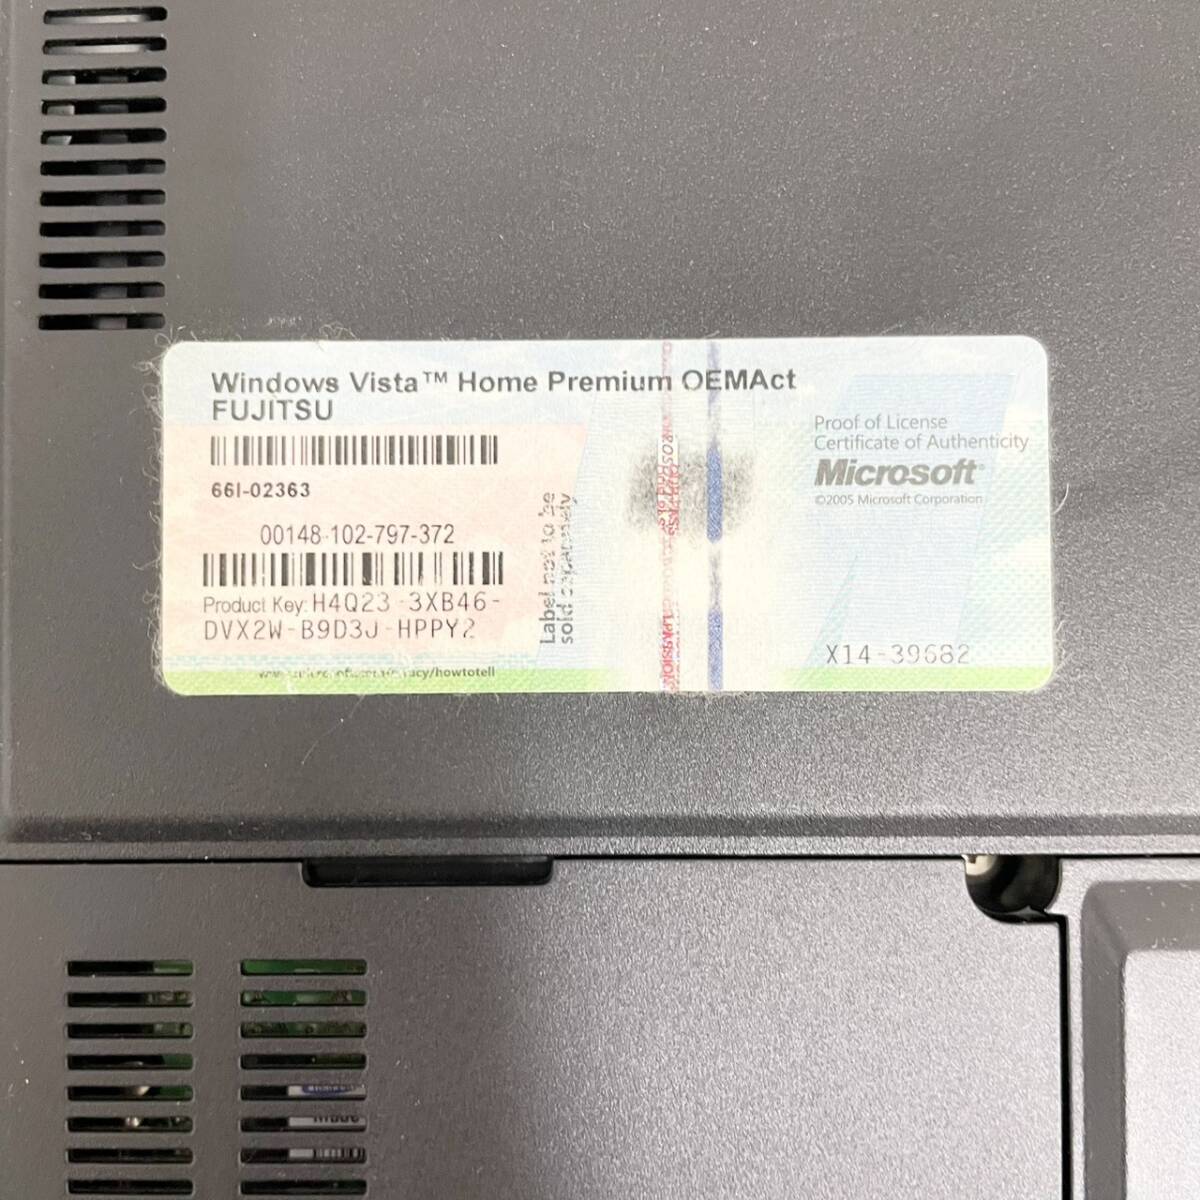 Windows Vista™ Home Premium OEMAct
FUJITSU
66I-02363
00148-102-797-372
Product Key: H4Q23-3XB46-
DVX2W-B9D3J-HPPY2
/howtotell
Label not to be
sold separately
Proof of License
Certificate of Authenticity
Microsoft®
©2005 Microsoft Corporation
X14-39682